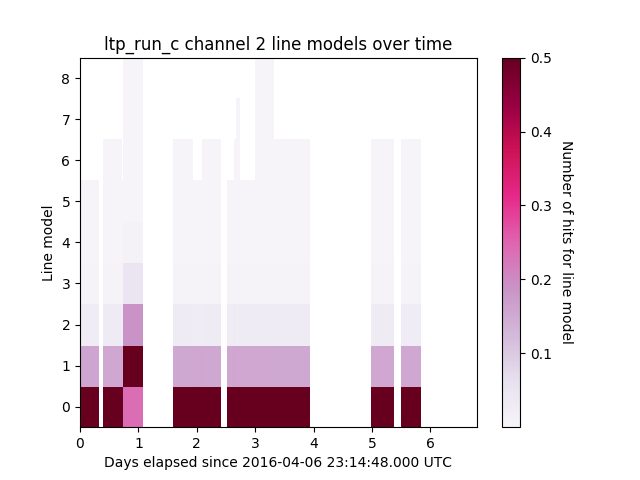 ltp_run_c channel 2 line models over time
8
7
6
5
4
3
2
1
0
Line model
0 1 2 3 4 5 6
Days elapsed since 2016-04-06 23:14:48.000 UTC
0.5
0.4
0.3
0.2
0.1
Number of hits for line model